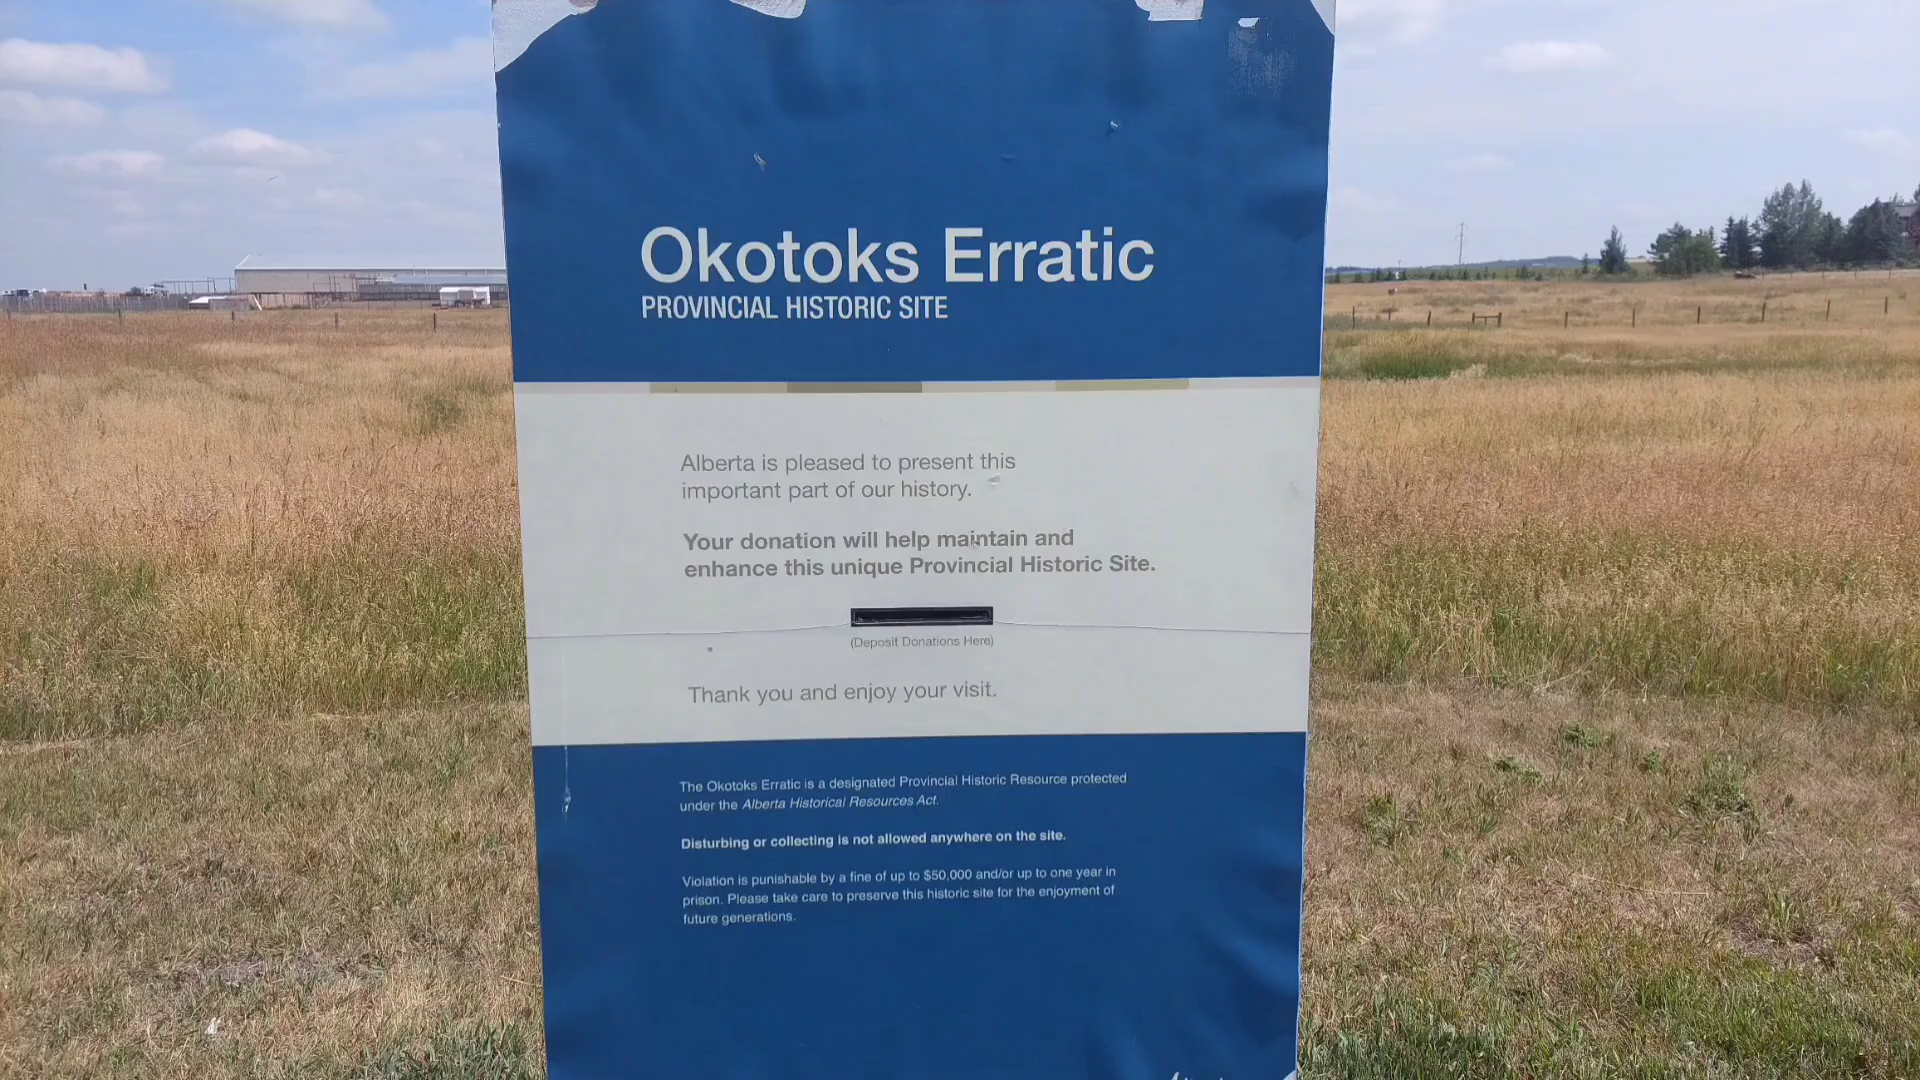 Okotoks Erratic
PROVINCIAL HISTORIC SITE
Alberta is pleased to present this
important part of our history.
Your donation will help maintain and
enhance this unique Provincial Historic Site.
(Deposit Donations Here)
Thank you and enjoy your visit.
The Okotoks Erratic is a designated Provincial Historic Resource protected
under the Alberta Historical Resources Act.
Disturbing or collecting is not allowed anywhere on the site.
Violation is punishable by a fine of up to $50,000 and/or up to one year in
prison. Please take care to preserve this historic site for the enjoyment of
future generations.